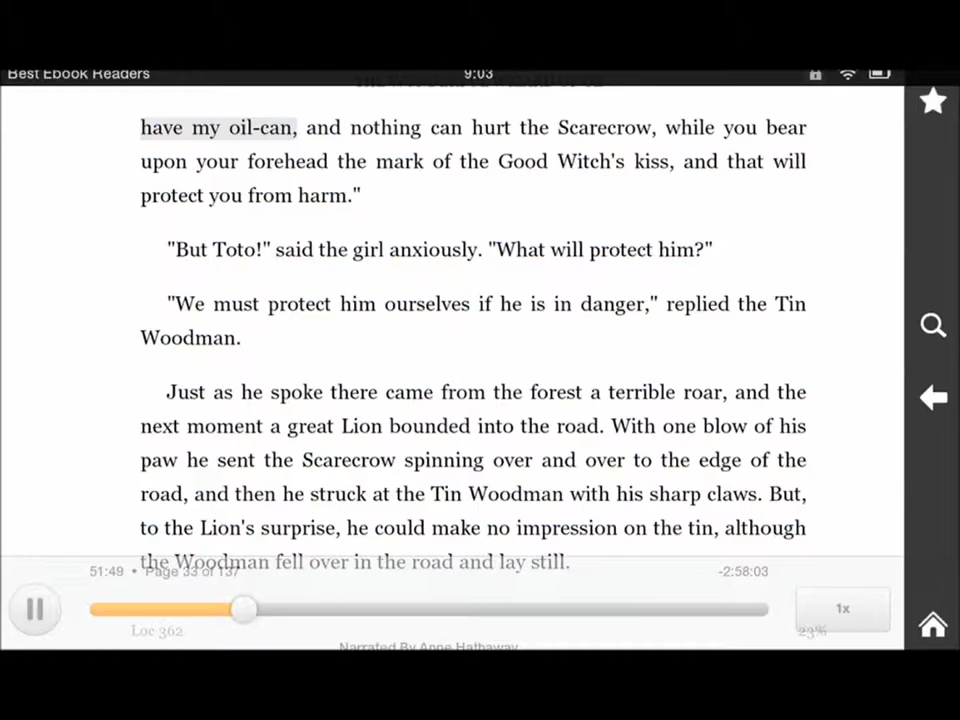 Best Ebook Readers
9:03
THE WONDERFUL WIZARD OF OZ
have my oil-can, and nothing can hurt the Scarecrow, while you bear
upon your forehead the mark of the Good Witch's kiss, and that will
protect you from harm."
"But Toto!" said the girl anxiously. "What will protect him?"
"We must protect him ourselves if he is in danger," replied the Tin
Woodman.
Just as he spoke there came from the forest a terrible roar, and the
next moment a great Lion bounded into the road. With one blow of his
paw he sent the Scarecrow spinning over and over to the edge of the
road, and then he struck at the Tin Woodman with his sharp claws. But,
to the Lion's surprise, he could make no impression on the tin, although
the Woodman fell over in the road and lay still.
51:49 • Page 33 of 137
-2:58:03
1x
Loc 362
23%
Narrated By Anne Hathaway